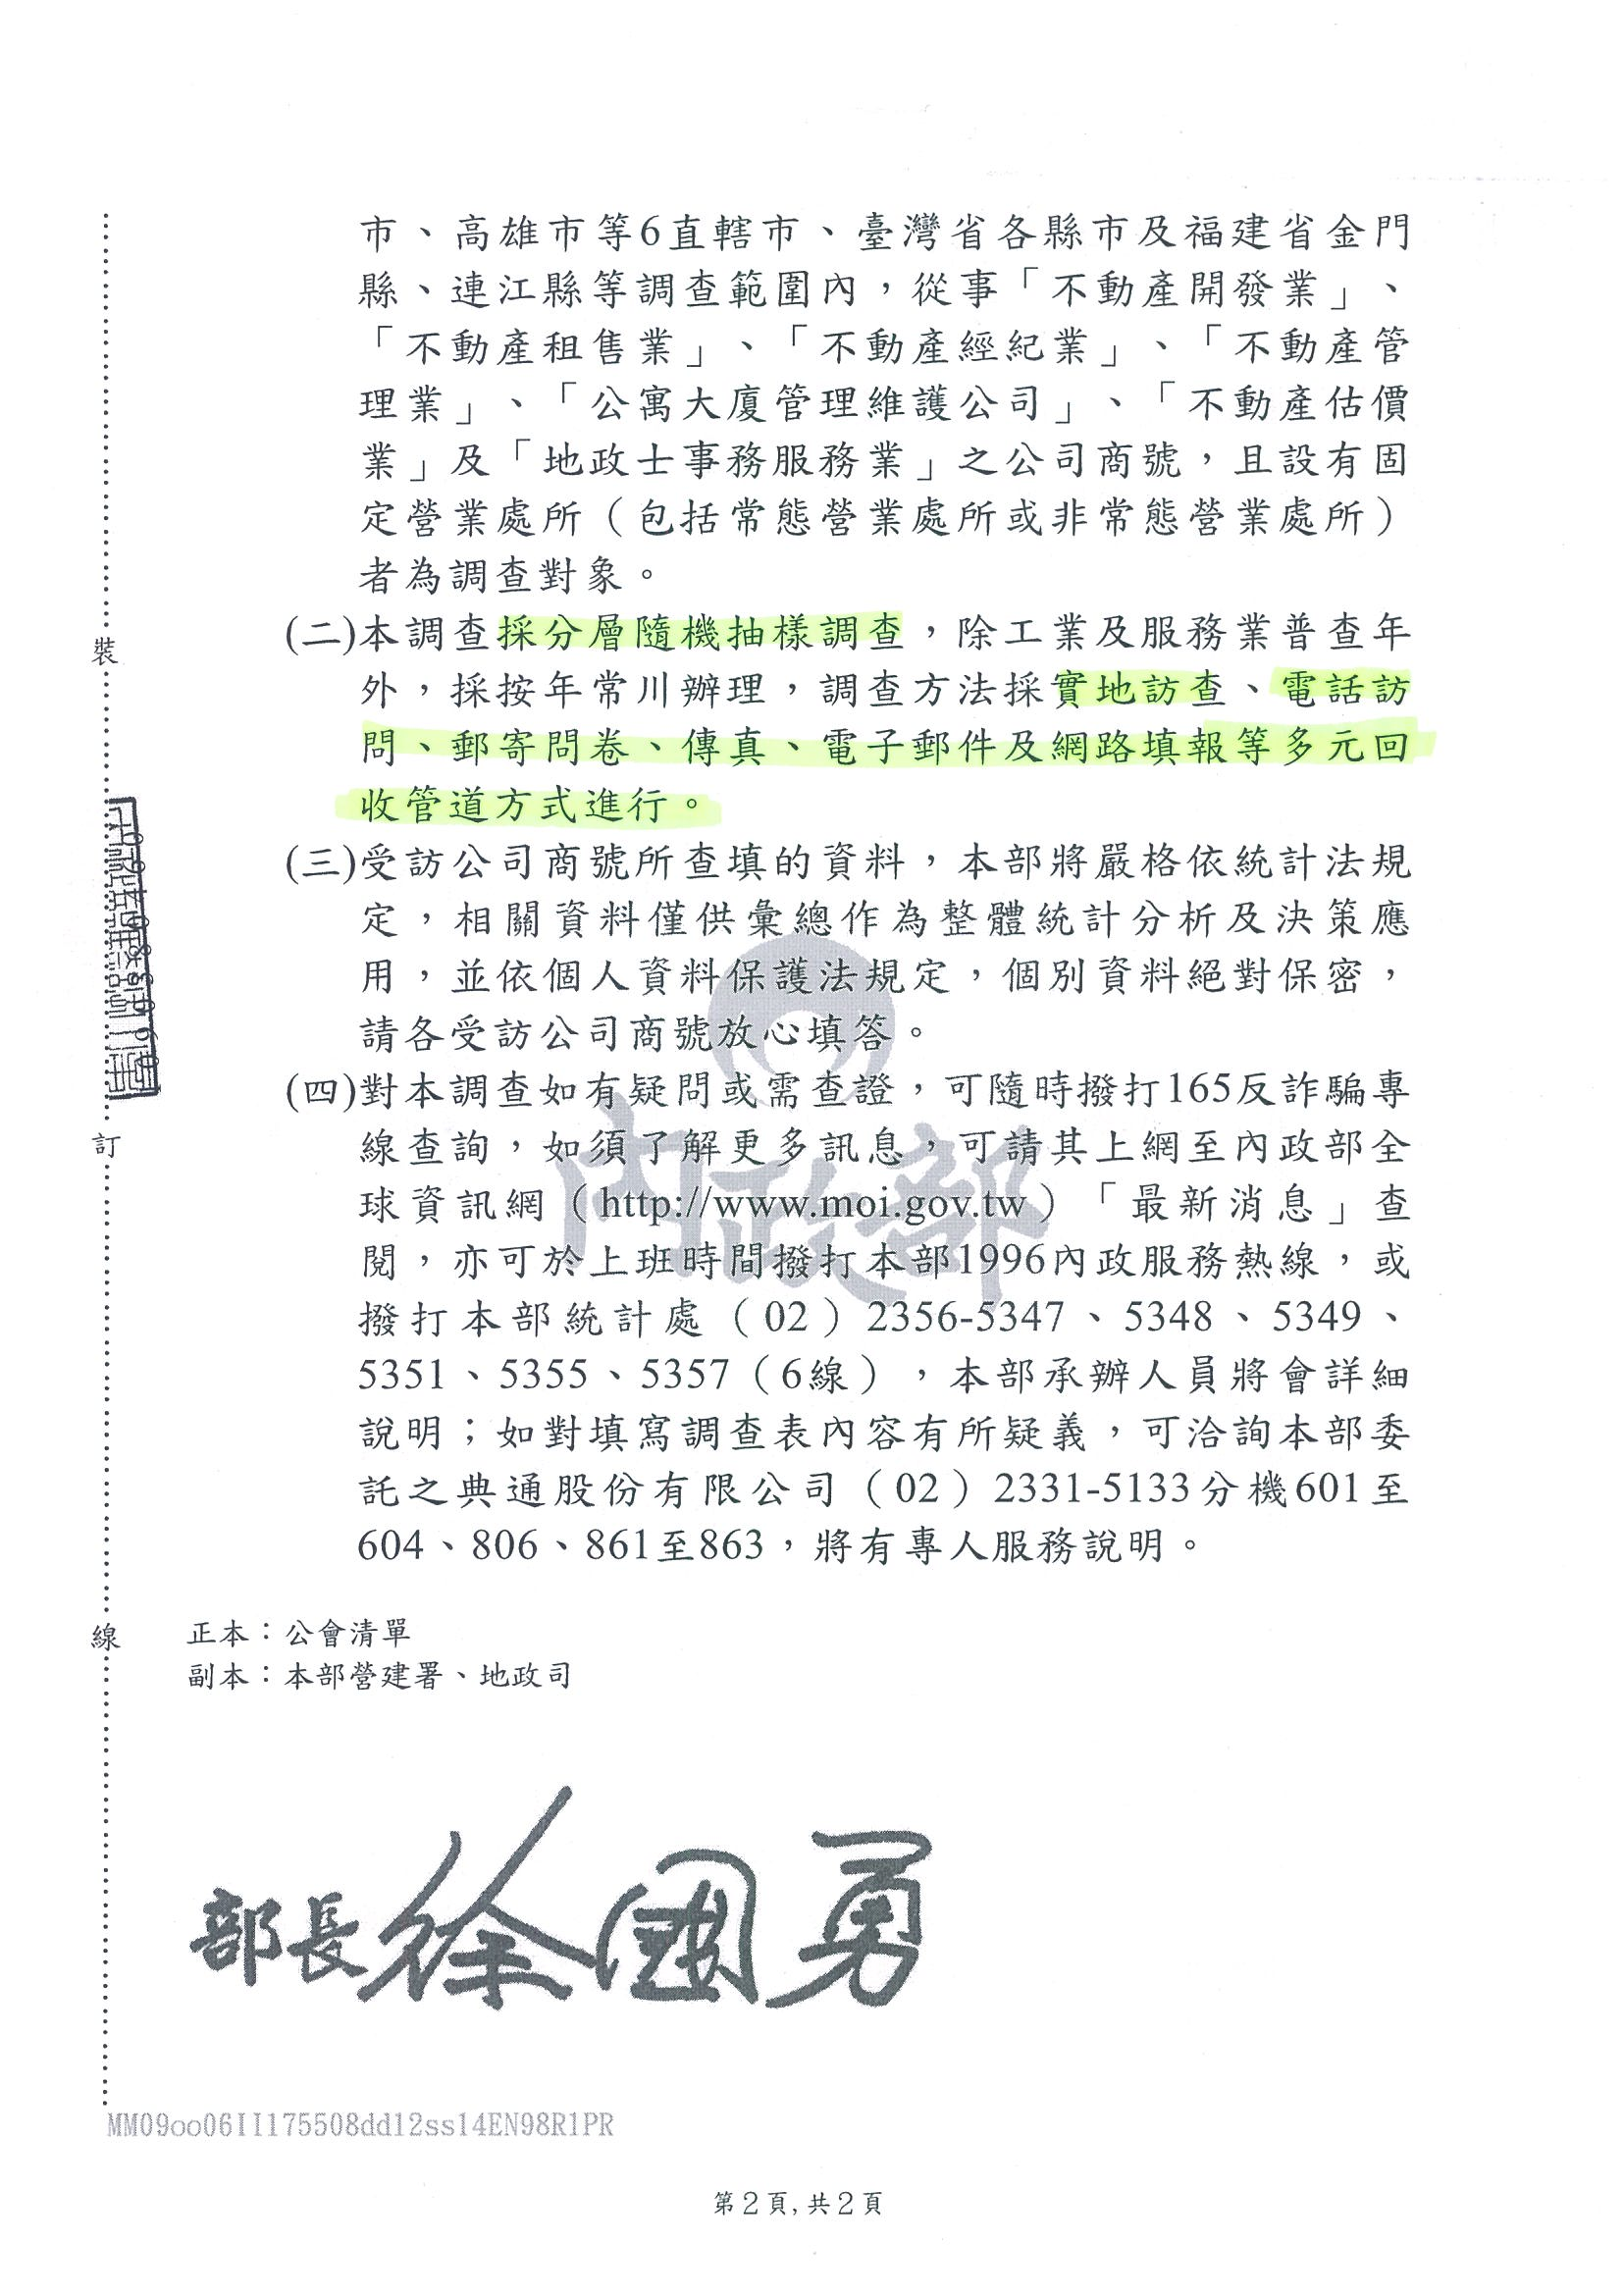 市、高雄市等6直轄市、臺灣省各縣市及福建省金門
縣、連江縣等調查範圍內，從事「不動產開發業」、
「不動產租售業」、「不動產經紀業」、「不動產管
理業」、「公寓大廈管理維護公司」、「不動產估價
業」及「地政士事務服務業」之公司商號，且設有固
定營業處所（包括常態營業處所或非常態營業處所）
者為調查對象。
(二)本調查採分層隨機抽樣調查，除工業及服務業普查年
外，採按年常川辦理，調查方法採實地訪查、電話訪
問、郵寄問卷、傳真、電子郵件及網路填報等多元回
收管道方式進行。
(三)受訪公司商號所查填的資料，本部將嚴格依統計法規
定，相關資料僅供彙總作為整體統計分析及決策應
用，並依個人資料保護法規定，個別資料絕對保密，
請各受訪公司商號放心填答。
(四)對本調查如有疑問或需查證，可隨時撥打165反詐騙專
線查詢，如須了解更多訊息，可請其上網至內政部全
球資訊網（http://www.moi.gov.tw）「最新消息」查
閱，亦可於上班時間撥打本部1996內政服務熱線，或
撥打本部統計處（02）2356-5347、5348、5349、
5351、5355、5357（6線），本部承辦人員將會詳細
說明；如對填寫調查表內容有所疑義，可洽詢本部委
託之典通股份有限公司（02）2331-5133分機601至
604、806、861至863，將有專人服務說明。
內政部
裝
訂
線
正本：公會清單
副本：本部營建署、地政司
部長徐國勇
MM09oo06II175508dd12ss14EN98R1PR
第2頁,共2頁